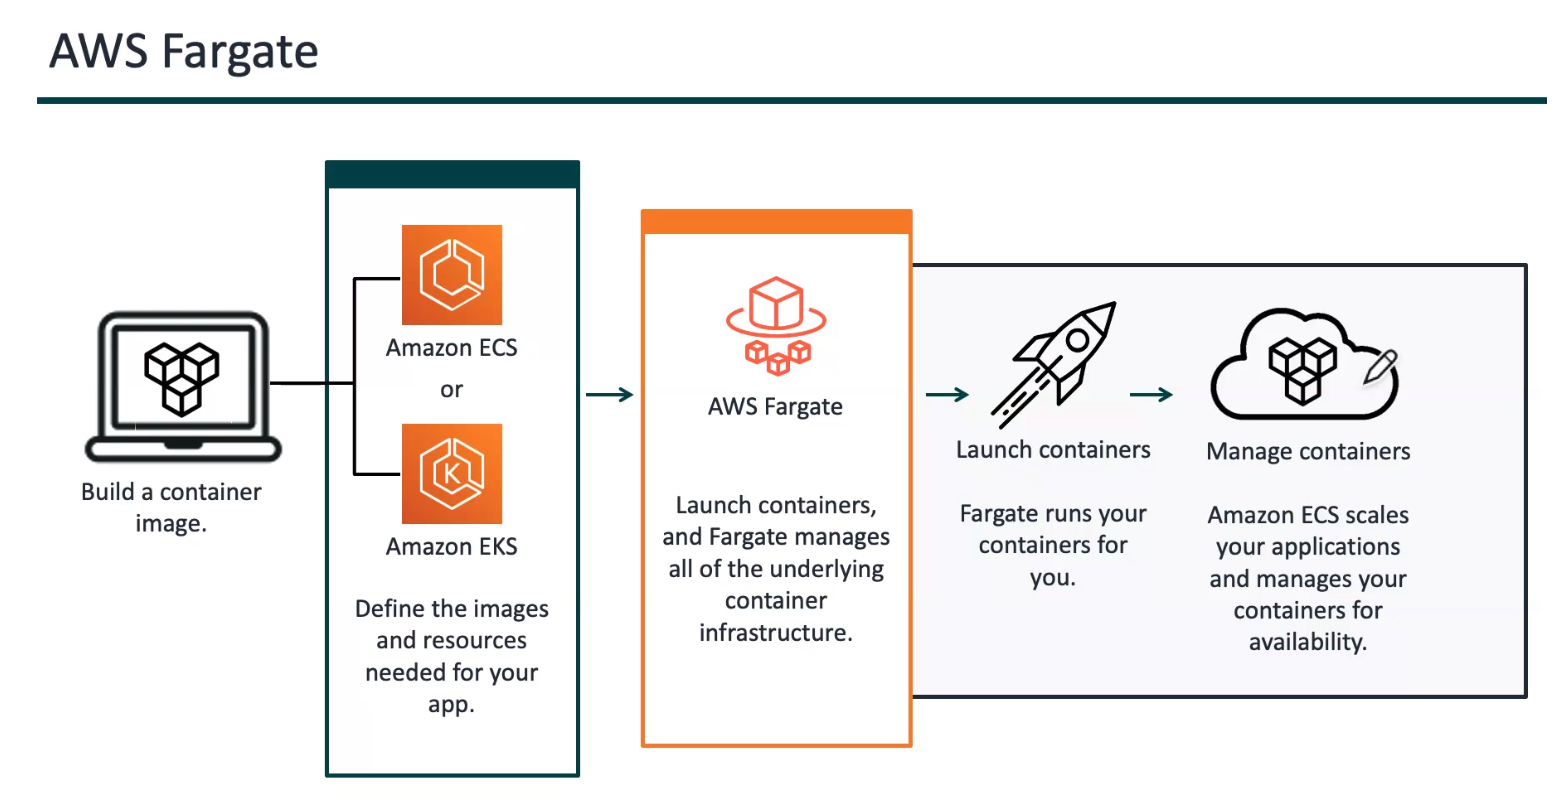 AWS Fargate
Build a container
image.
Amazon ECS
or
K
Amazon EKS
Define the images
and resources
needed for your
app.
AWS Fargate
Launch containers,
and Fargate manages
all of the underlying
container
infrastructure.
Launch containers
Fargate runs your
containers for
you.
Manage containers
Amazon ECS scales
your applications
and manages your
containers for
availability.